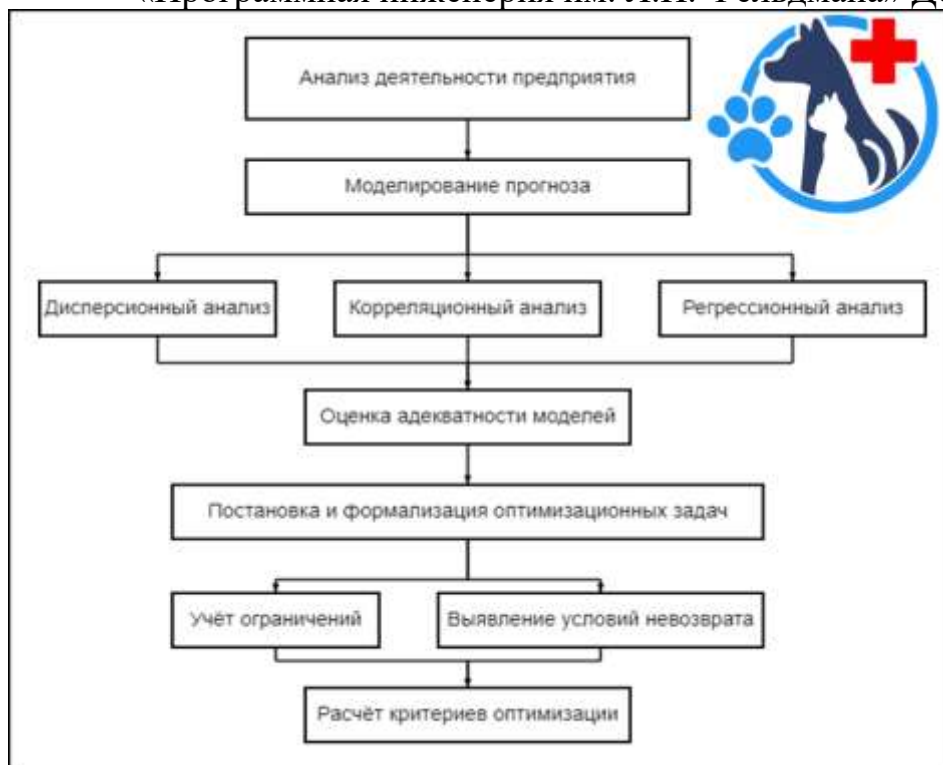 Анализ деятельности предприятия
Моделирование прогноза
Дисперсионный анализ
Корреляционный анализ
Регрессионный анализ
Оценка адекватности моделей
Постановка и формализация оптимизационных задач
Учёт ограничений
Выявление условий невозврата
Расчёт критериев оптимизации